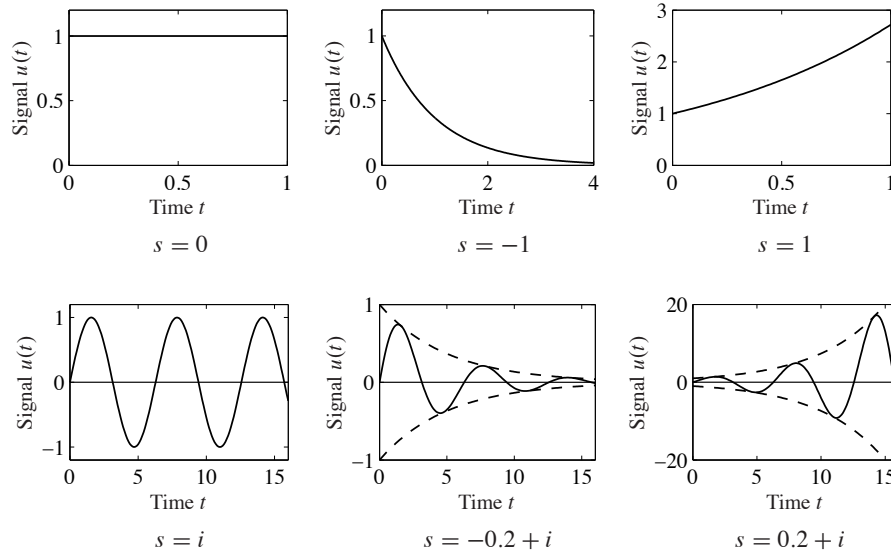 1
0.5
0
0
0.5
1
Signal u(t)
Time t
s = 0
1
0.5
0
0
2
4
Signal u(t)
Time t
s = −1
3
2
1
0
0
0.5
1
Signal u(t)
Time t
s = 1
1
0
−1
0
5
10
15
Signal u(t)
Time t
s = i
1
0
−1
0
5
10
15
Signal u(t)
Time t
s = −0.2 + i
20
0
−20
0
5
10
15
Signal u(t)
Time t
s = 0.2 + i